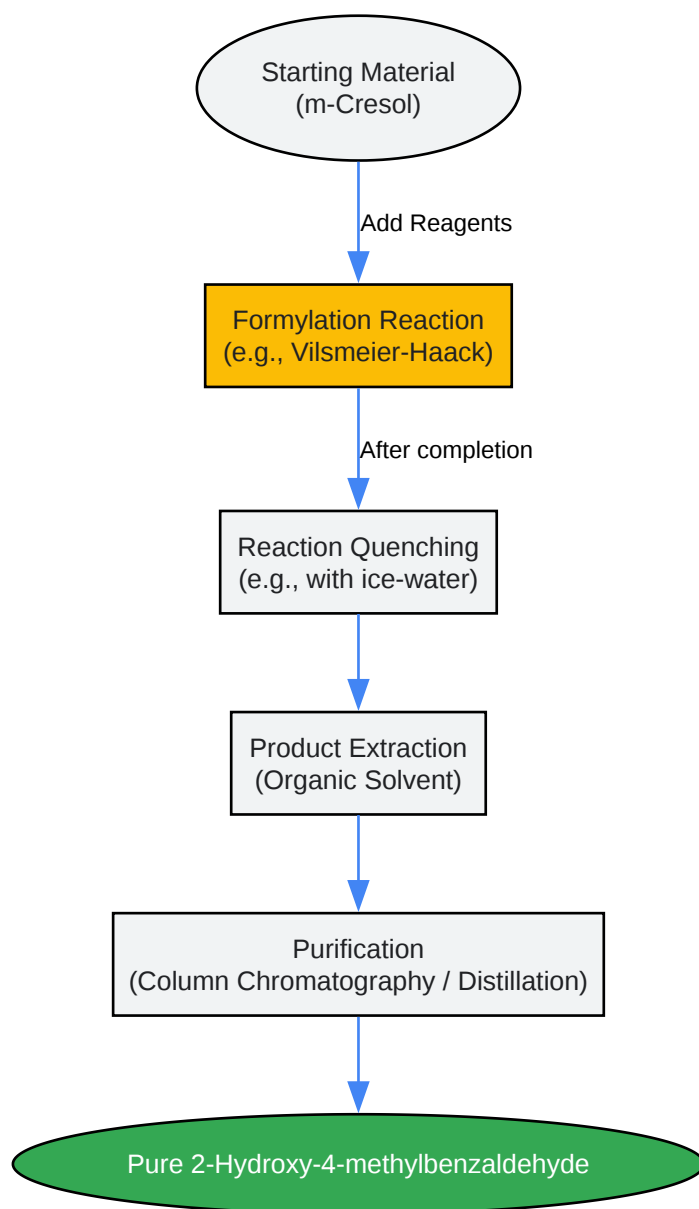 Starting Material
(m-Cresol)
Add Reagents
Formylation Reaction
(e.g., Vilsmeier-Haack)
After completion
Reaction Quenching
(e.g., with ice-water)
Product Extraction
(Organic Solvent)
Purification
(Column Chromatography / Distillation)
Pure 2-Hydroxy-4-methylbenzaldehyde